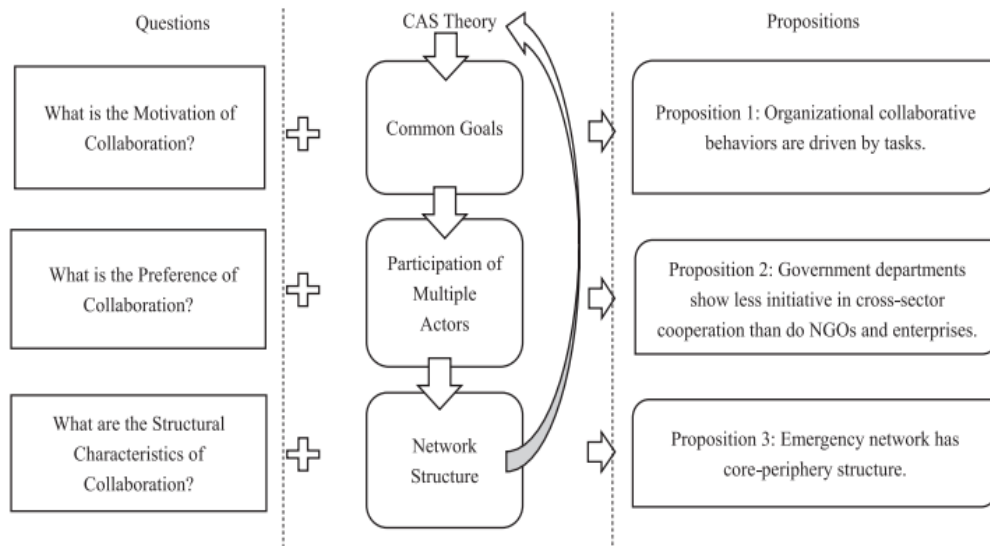 Questions
CAS Theory
Propositions
What is the Motivation of
Collaboration?
Common Goals
Proposition 1: Organizational collaborative
behaviors are driven by tasks.
What is the Preference of
Collaboration?
Participation of
Multiple
Actors
Proposition 2: Government departments
show less initiative in cross-sector
cooperation than do NGOs and enterprises.
What are the Structural
Characteristics of
Collaboration?
Network
Structure
Proposition 3: Emergency network has
core-periphery structure.